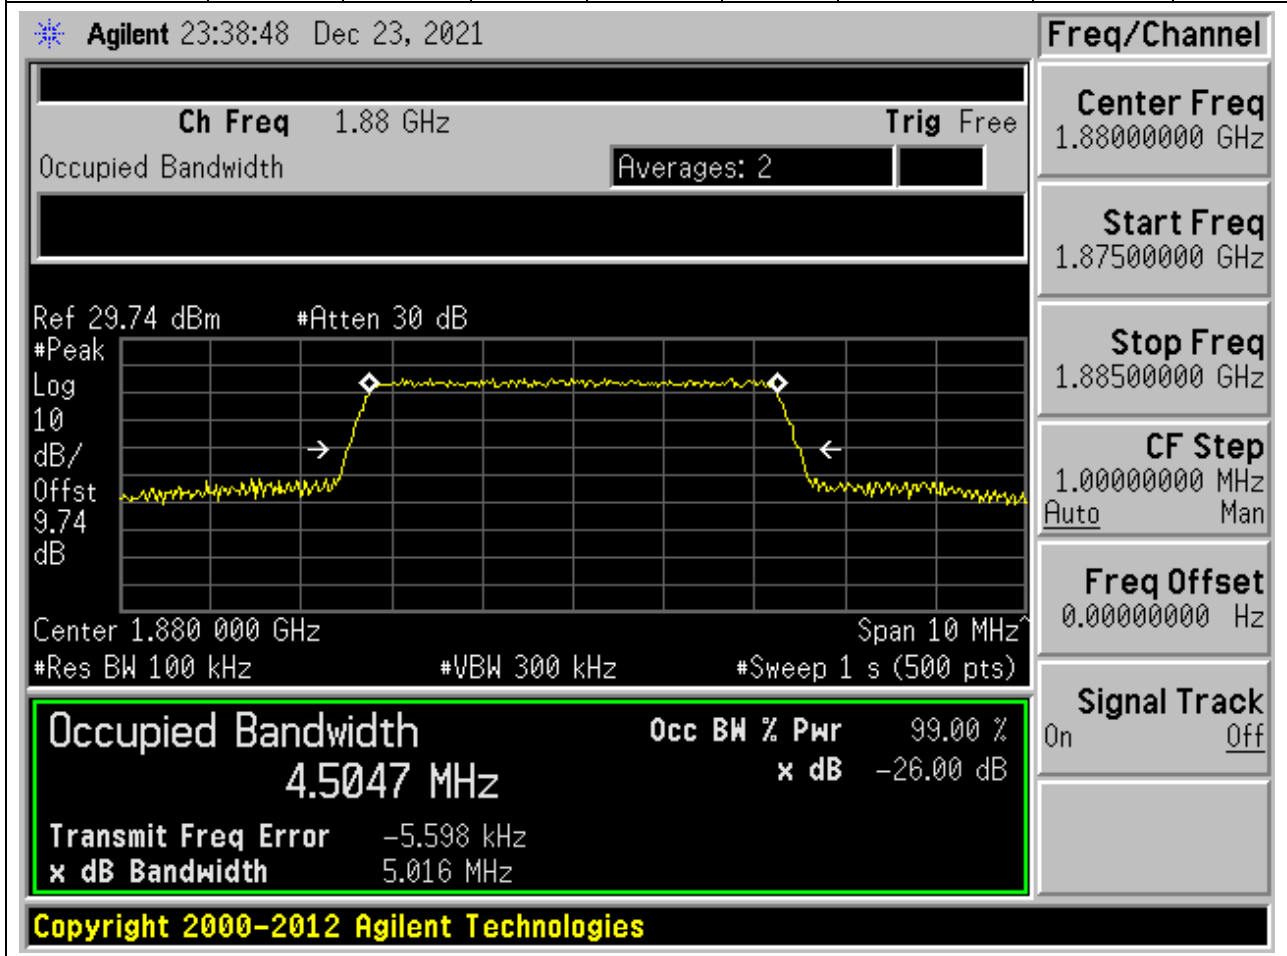 Agilent 23:38:48 Dec 23, 2021
Freq/Channel
Ch Freq 1.88 GHz Trig Free
Occupied Bandwidth Averages: 2
Center Freq
1.88000000 GHz
Start Freq
1.87500000 GHz
Stop Freq
1.88500000 GHz
CF Step
1.00000000 MHz
Auto Man
Freq Offset
0.00000000 Hz
Signal Track
On Off
Ref 29.74 dBm #Atten 30 dB
#Peak
Log
10
dB/
Offst
9.74
dB
Center 1.880 000 GHz Span 10 MHz^
#Res BW 100 kHz #VBW 300 kHz #Sweep 1 s (500 pts)
Occupied Bandwidth Occ BW % Pwr 99.00 %
4.5047 MHz x dB -26.00 dB
Transmit Freq Error -5.598 kHz
x dB Bandwidth 5.016 MHz
Copyright 2000-2012 Agilent Technologies